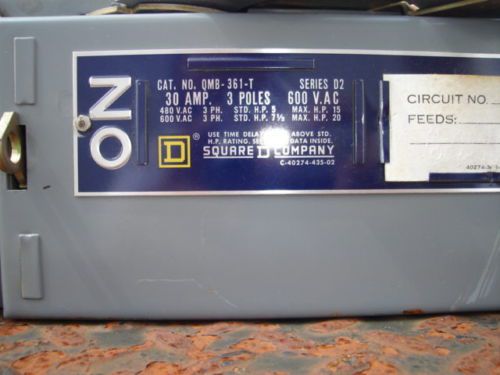 ON
CAT. NO. QMB-361-T SERIES D2
30 AMP. 3 POLES 600 V.AC
480 V.AC 3 PH. STD. H.P. 5 MAX. H.P. 15
600 V.AC 3 PH. STD. H.P. 7½ MAX. H.P. 20
D ®
USE TIME DELAY ABOVE STD.
H.P. RATING. SEE DATA INSIDE.
SQUARE D COMPANY
C-40274-435-02
CIRCUIT NO.
FEEDS: